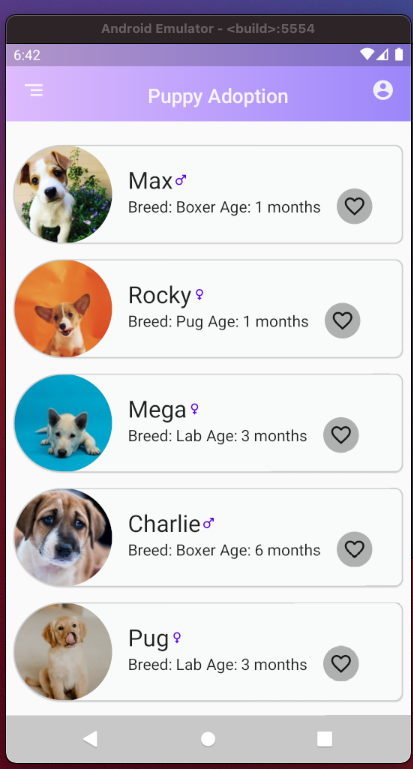 Android Emulator - <build>:5554
6:42
Puppy Adoption
Max♂
Breed: Boxer Age: 1 months
Rocky♀
Breed: Pug Age: 1 months
Mega♀
Breed: Lab Age: 3 months
Charlie♂
Breed: Boxer Age: 6 months
Pug♀
Breed: Lab Age: 3 months